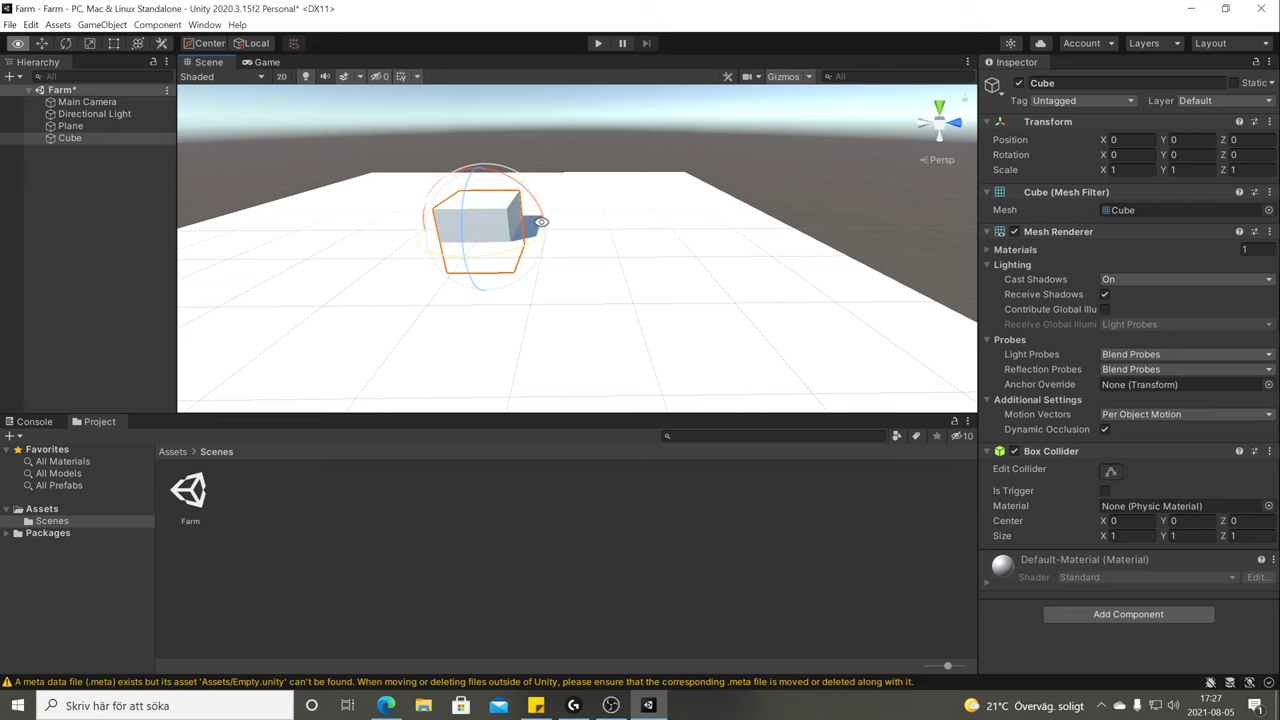 Farm - Farm - PC, Mac & Linux Standalone - Unity 2020.3.15f2 Personal* <DX11>
File Edit Assets GameObject Component Window Help
Center Local Account Layers Layout
Hierarchy
All
Farm*
Main Camera
Directional Light
Plane
Cube
Scene Game
Shaded 2D 0 Gizmos All
Persp
Inspector
Cube Static
Tag Untagged Layer Default
Transform
Position X 0 Y 0 Z 0
Rotation X 0 Y 0 Z 0
Scale X 1 Y 1 Z 1
Cube (Mesh Filter)
Mesh Cube
Mesh Renderer
Materials 1
Lighting
Cast Shadows On
Receive Shadows
Contribute Global Illu
Receive Global Illumi Light Probes
Probes
Light Probes Blend Probes
Reflection Probes Blend Probes
Anchor Override None (Transform)
Additional Settings
Motion Vectors Per Object Motion
Dynamic Occlusion
Box Collider
Edit Collider
Is Trigger
Material None (Physic Material)
Center X 0 Y 0 Z 0
Size X 1 Y 1 Z 1
Default-Material (Material)
Shader Standard Edit...
Add Component
Console Project
10
Favorites
All Materials
All Models
All Prefabs
Assets
Scenes
Packages
Assets > Scenes
Farm
A meta data file (.meta) exists but its asset 'Assets/Empty.unity' can't be found. When moving or deleting files outside of Unity, please ensure that the corresponding .meta file is moved or deleted along with it.
Skriv här för att söka
21°C Överväg. soligt
17:27
2021-08-05
1